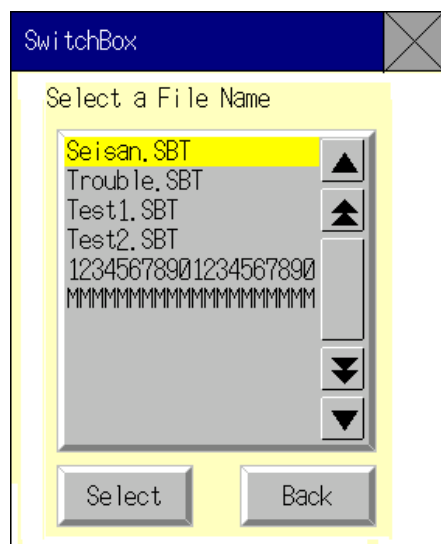 SwitchBox
Select a File Name
Seisan.SBT
Trouble.SBT
Test1.SBT
Test2.SBT
12345678901234567890
MMMMMMMMMMMMMMMMMMMM
Select
Back